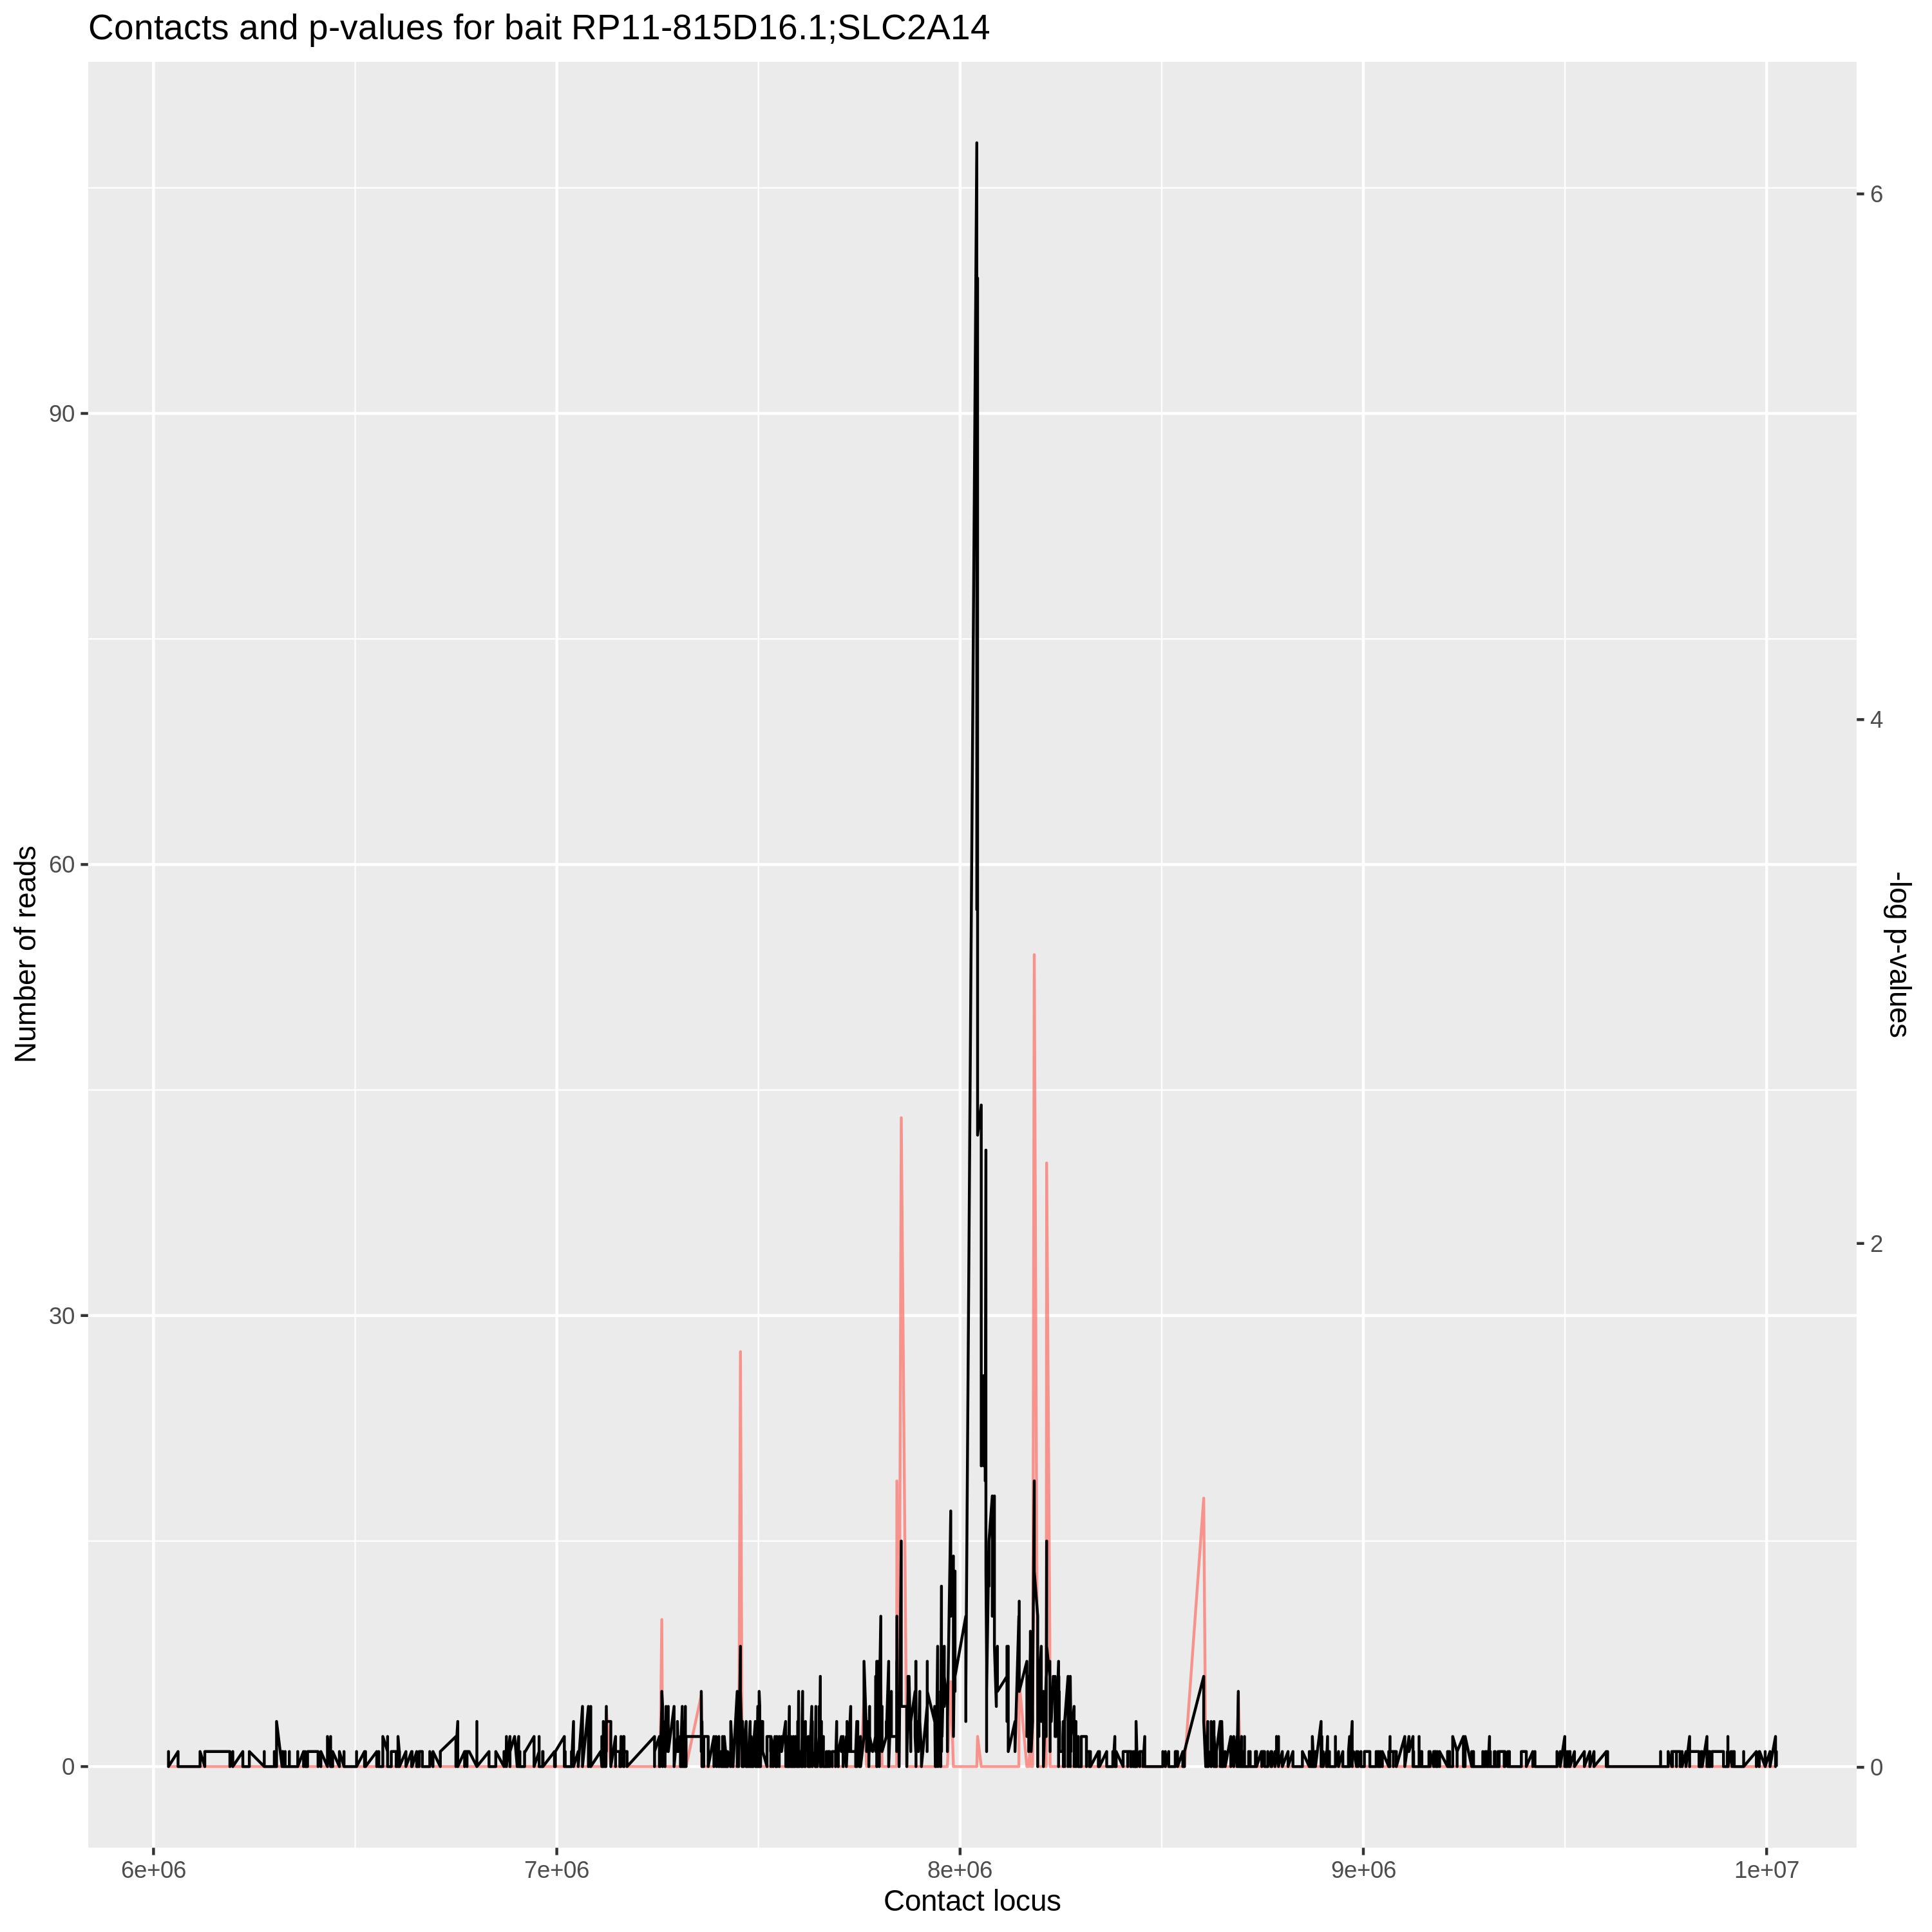 Contacts and p-values for bait RP11-815D16.1;SLC2A14
Number of reads
90
60
30
0
6
4
2
0
-log p-values
6e+06
7e+06
8e+06
9e+06
1e+07
Contact locus